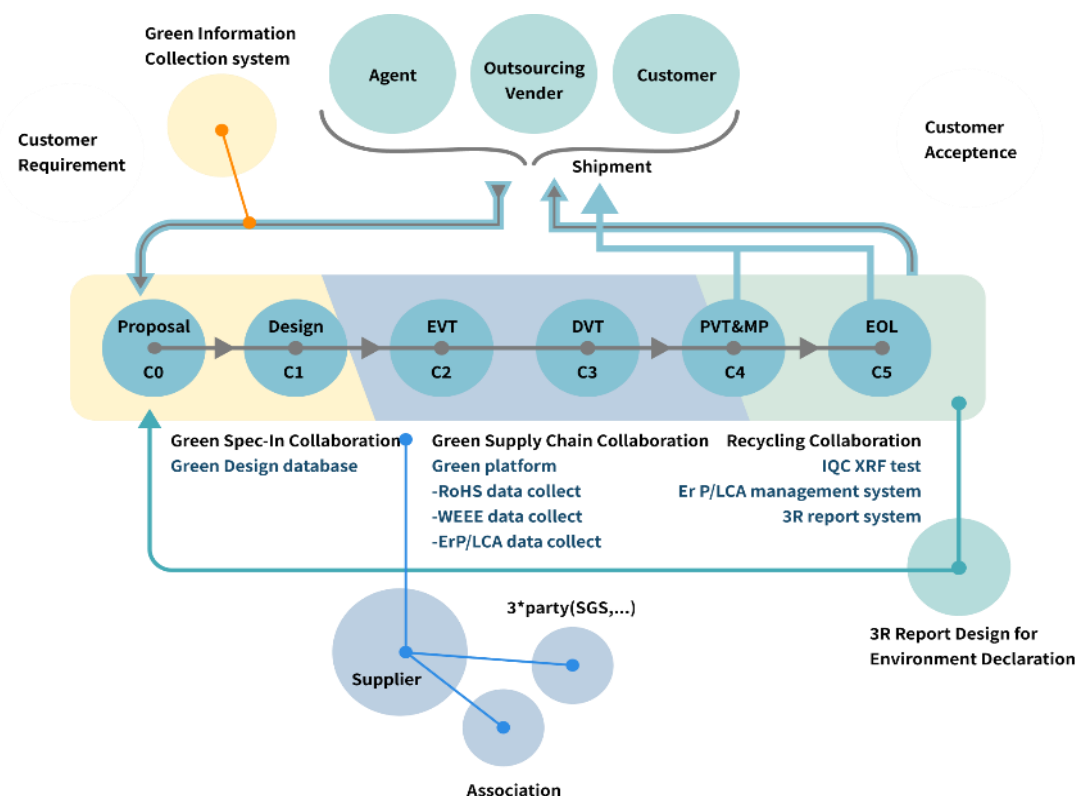 Green Information
Collection system
Agent
Outsourcing
Vender
Customer
Customer
Requirement
Customer
Acceptence
Shipment
Proposal
C0
Design
C1
EVT
C2
DVT
C3
PVT&MP
C4
EOL
C5
Green Spec-In Collaboration
Green Design database
Green Supply Chain Collaboration
Green platform
-RoHS data collect
-WEEE data collect
-ErP/LCA data collect
Recycling Collaboration
IQC XRF test
Er P/LCA management system
3R report system
3*party(SGS,...)
Supplier
Association
3R Report Design for
Environment Declaration